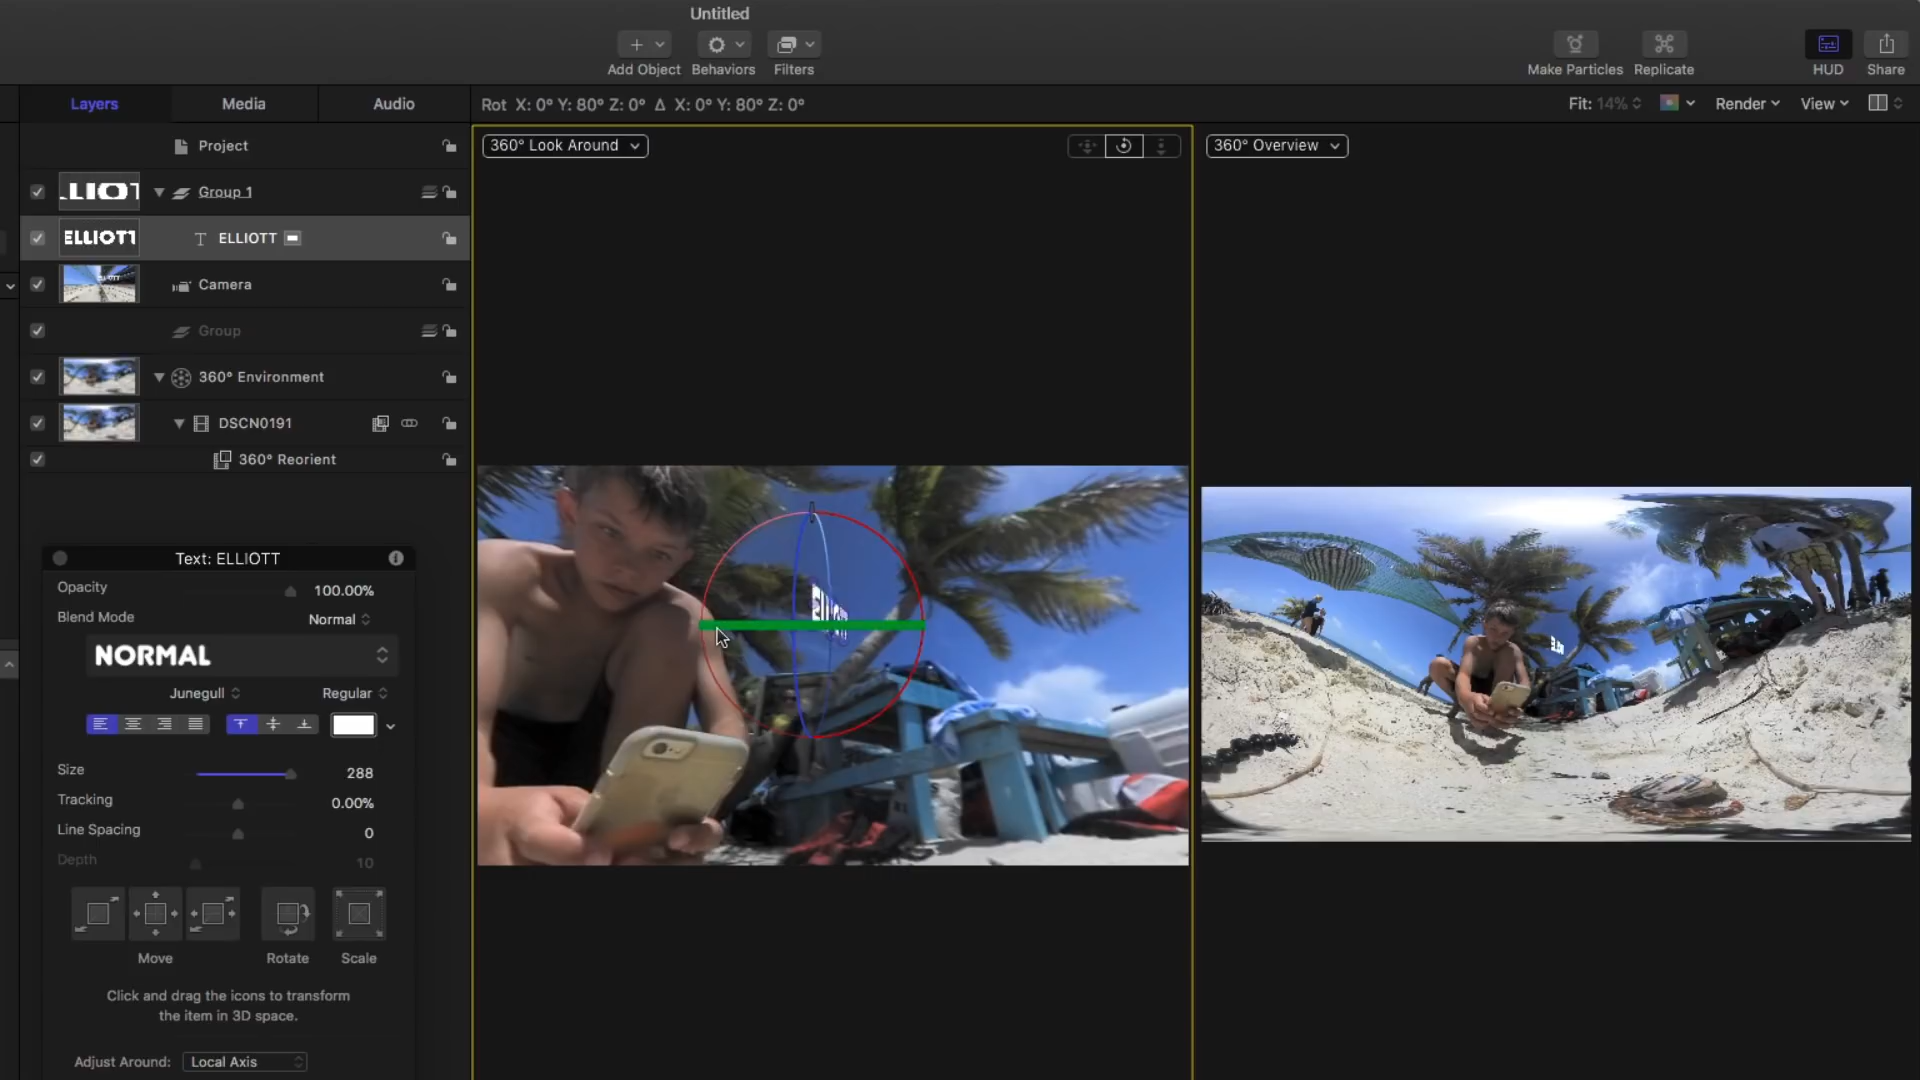 Untitled
Add Object
Behaviors
Filters
Make Particles
Replicate
HUD
Share
Layers
Media
Audio
Rot X: 0° Y: 80° Z: 0° Δ X: 0° Y: 80° Z: 0°
Fit: 14%
Render
View
Project
360° Look Around
360° Overview
Group 1
ELLIOTT
ELLIOTT
Camera
Group
360° Environment
DSCN0191
360° Reorient
Text: ELLIOTT
Opacity
100.00%
Blend Mode
Normal
NORMAL
Junegull
Regular
Size
288
Tracking
0.00%
Line Spacing
0
Depth
10
Move
Rotate
Scale
Click and drag the icons to transform
the item in 3D space.
Adjust Around:
Local Axis